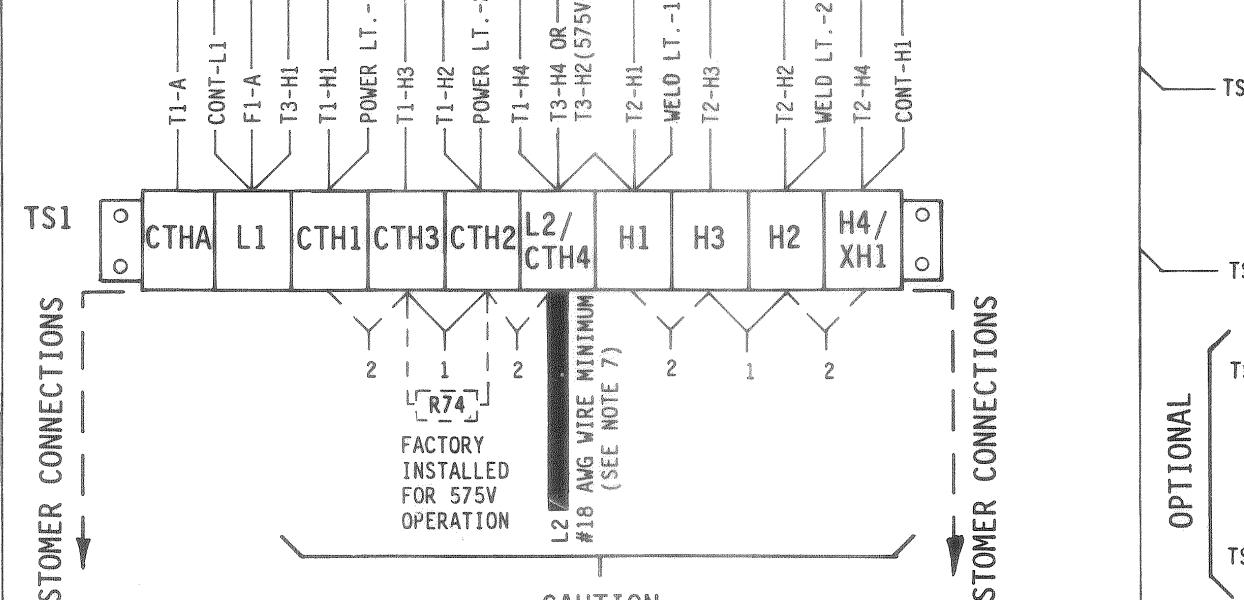 T1-A
CONT-L1
F1-A
T3-H1
T1-H1
POWER LT.-
T1-H3
T1-H2
POWER LT.-
T1-H4
T3-H4 OR
T3-H2(575V
T2-H1
WELD LT.-1
T2-H3
T2-H2
WELD LT.-2
T2-H4
CONT-H1
TS1
CTHA
L1
CTH1
CTH3
CTH2
L2/
CTH4
H1
H3
H2
H4/
XH1
2
1
2
2
1
2
R74
FACTORY
INSTALLED
FOR 575V
OPERATION
L2
#18 AWG WIRE MINIMUM
(SEE NOTE 7)
STOMER CONNECTIONS
STOMER CONNECTIONS
CAUTION
OPTIONAL
TS